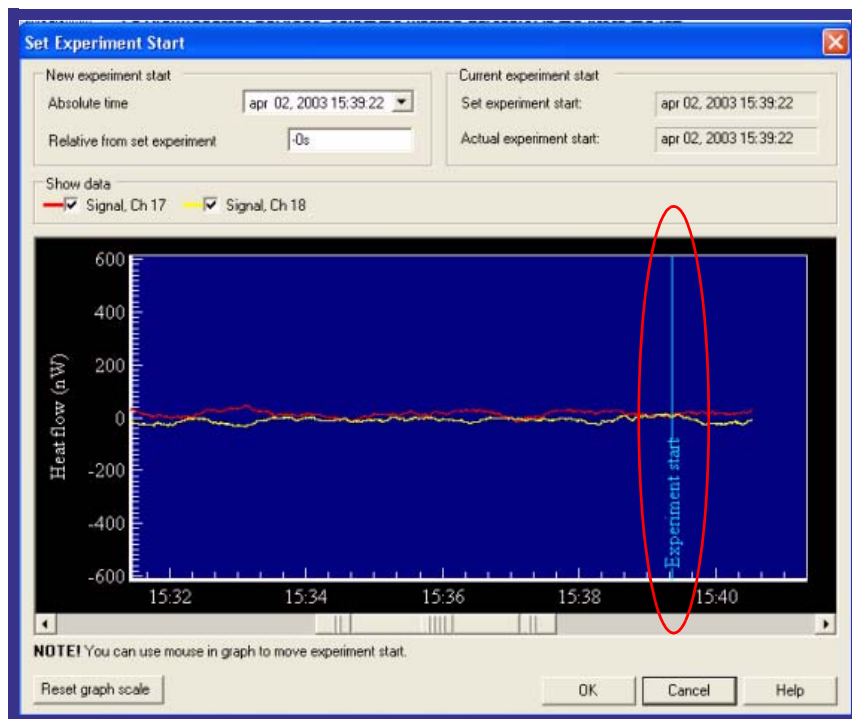 Set Experiment Start
New experiment start
Absolute time
apr 02, 2003 15:39:22
Relative from set experiment
-0s
Current experiment start
Set experiment start:
apr 02, 2003 15:39:22
Actual experiment start:
apr 02, 2003 15:39:22
Show data
Signal, Ch 17
Signal, Ch 18
Heat flow (nW)
600
400
200
0
-200
-400
-600
Experiment start
15:32 15:34 15:36 15:38 15:40
NOTE! You can use mouse in graph to move experiment start.
Reset graph scale
OK
Cancel
Help